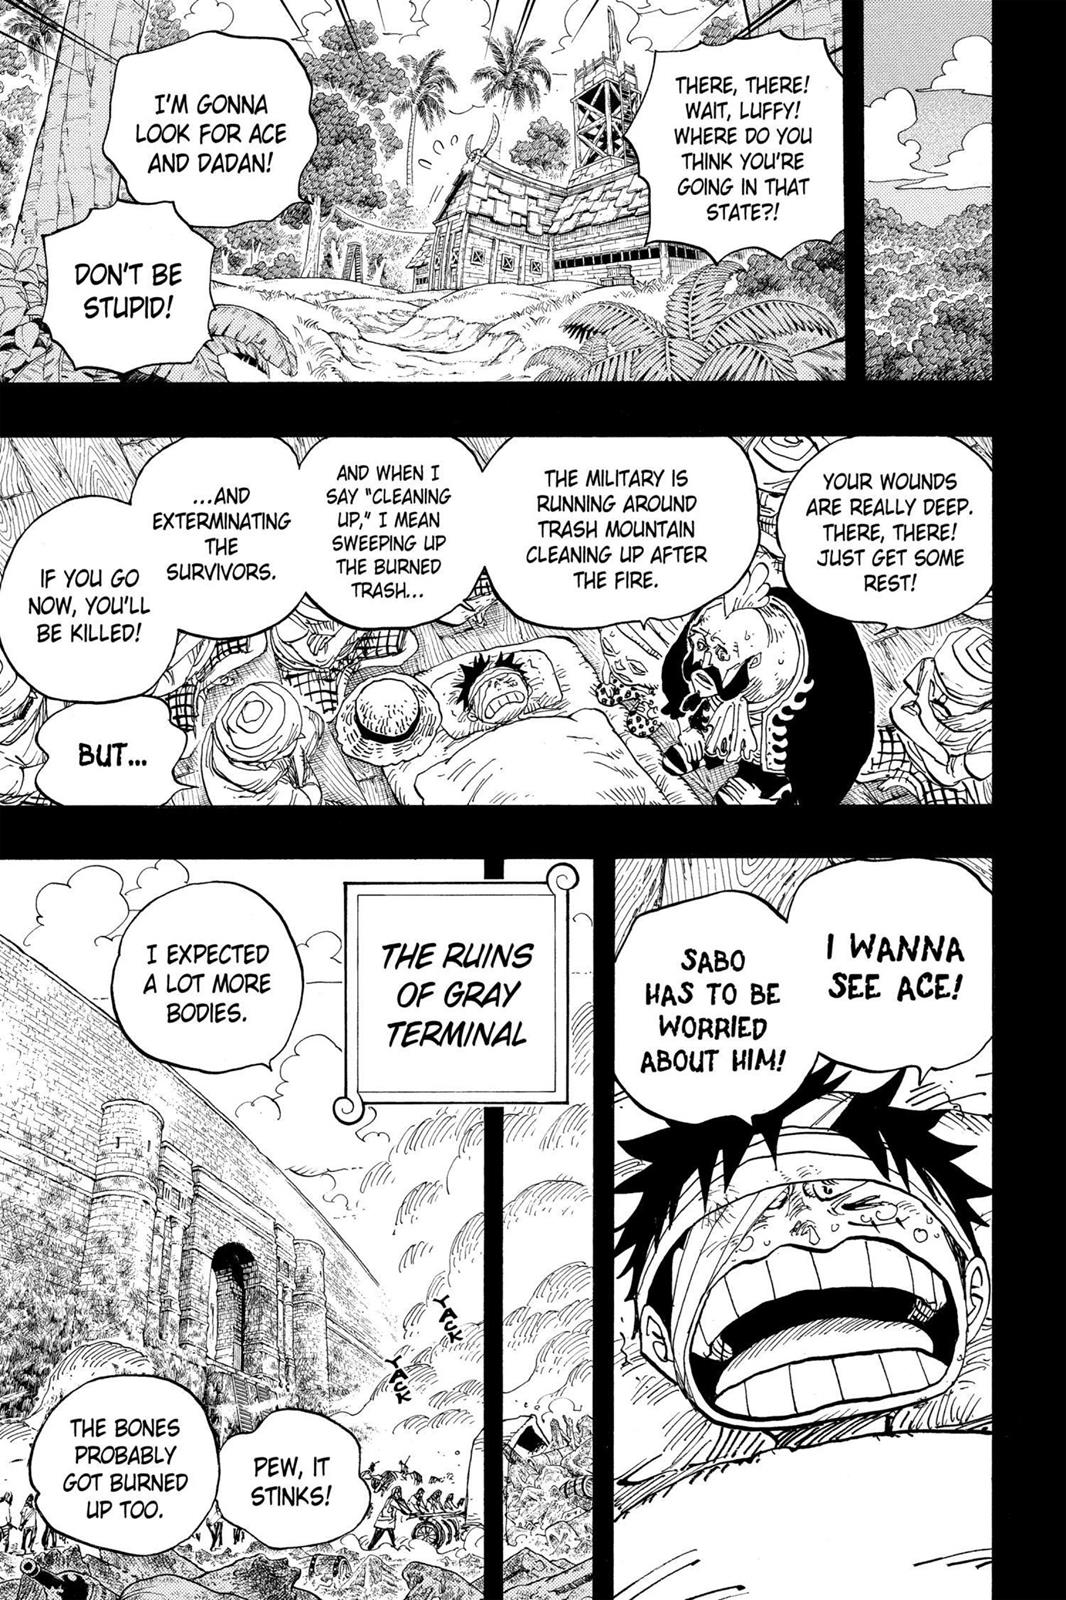 THERE, THERE!
WAIT, LUFFY!
WHERE DO YOU
THINK YOU'RE
GOING IN THAT
STATE?!
I'M GONNA
LOOK FOR ACE
AND DADAN!
DON'T BE
STUPID!
YOUR WOUNDS
ARE REALLY DEEP.
THERE, THERE!
JUST GET SOME
REST!
THE MILITARY IS
RUNNING AROUND
TRASH MOUNTAIN
CLEANING UP AFTER
THE FIRE.
AND WHEN I
SAY “CLEANING
UP,” I MEAN
SWEEPING UP
THE BURNED
TRASH...
...AND
EXTERMINATING
THE
SURVIVORS.
IF YOU GO
NOW, YOU'LL
BE KILLED!
BUT...
I WANNA
SEE ACE!
SABO
HAS TO BE
WORRIED
ABOUT HIM!
THE RUINS
OF GRAY
TERMINAL
I EXPECTED
A LOT MORE
BODIES.
YACK
YACK
PEW, IT
STINKS!
THE BONES
PROBABLY
GOT BURNED
UP TOO.